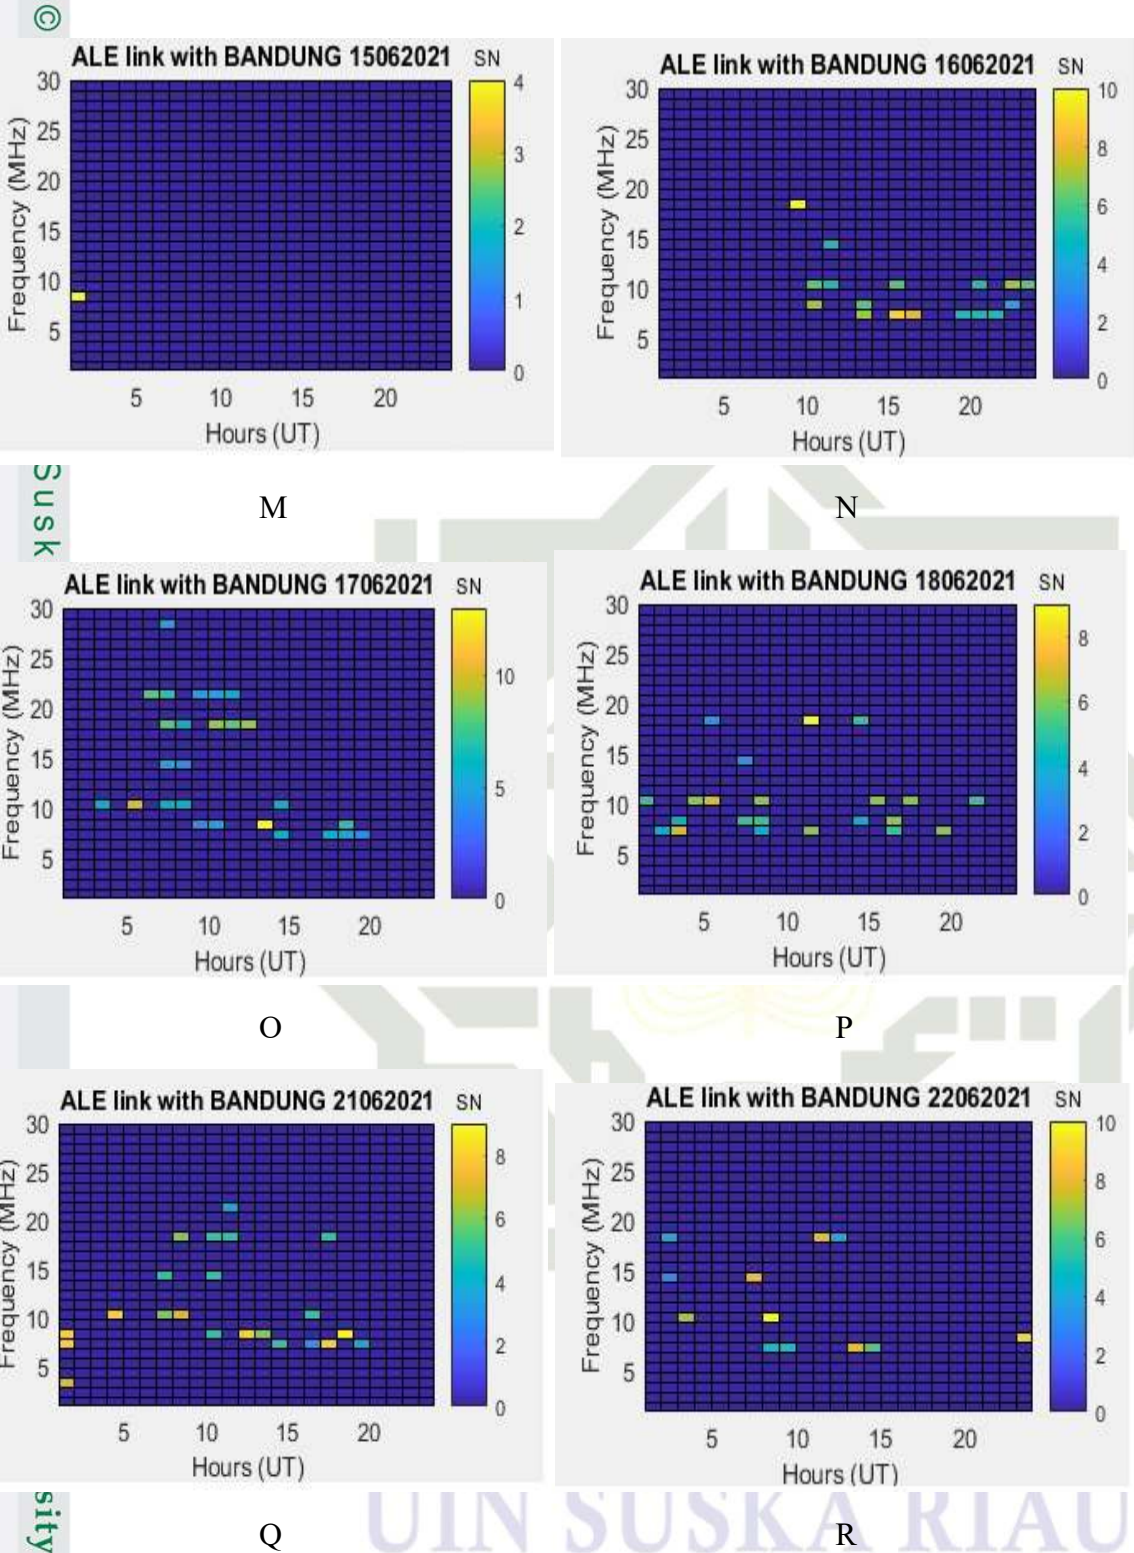 ©
ALE link with BANDUNG 15062021 SN
30
25
20
15
10
5
Frequency (MHz)
5 10 15 20
Hours (UT)
4
3
2
1
0
ALE link with BANDUNG 16062021 SN
30
25
20
15
10
5
Frequency (MHz)
5 10 15 20
Hours (UT)
10
8
6
4
2
0
Susk
M N
ALE link with BANDUNG 17062021 SN
30
25
20
15
10
5
Frequency (MHz)
5 10 15 20
Hours (UT)
10
5
0
ALE link with BANDUNG 18062021 SN
30
25
20
15
10
5
Frequency (MHz)
5 10 15 20
Hours (UT)
8
6
4
2
0
O P
ALE link with BANDUNG 21062021 SN
30
25
20
15
10
5
Frequency (MHz)
5 10 15 20
Hours (UT)
8
6
4
2
0
ALE link with BANDUNG 22062021 SN
30
25
20
15
10
5
Frequency (MHz)
5 10 15 20
Hours (UT)
10
8
6
4
2
0
sity
UIN SUSKA RIAU
Q R